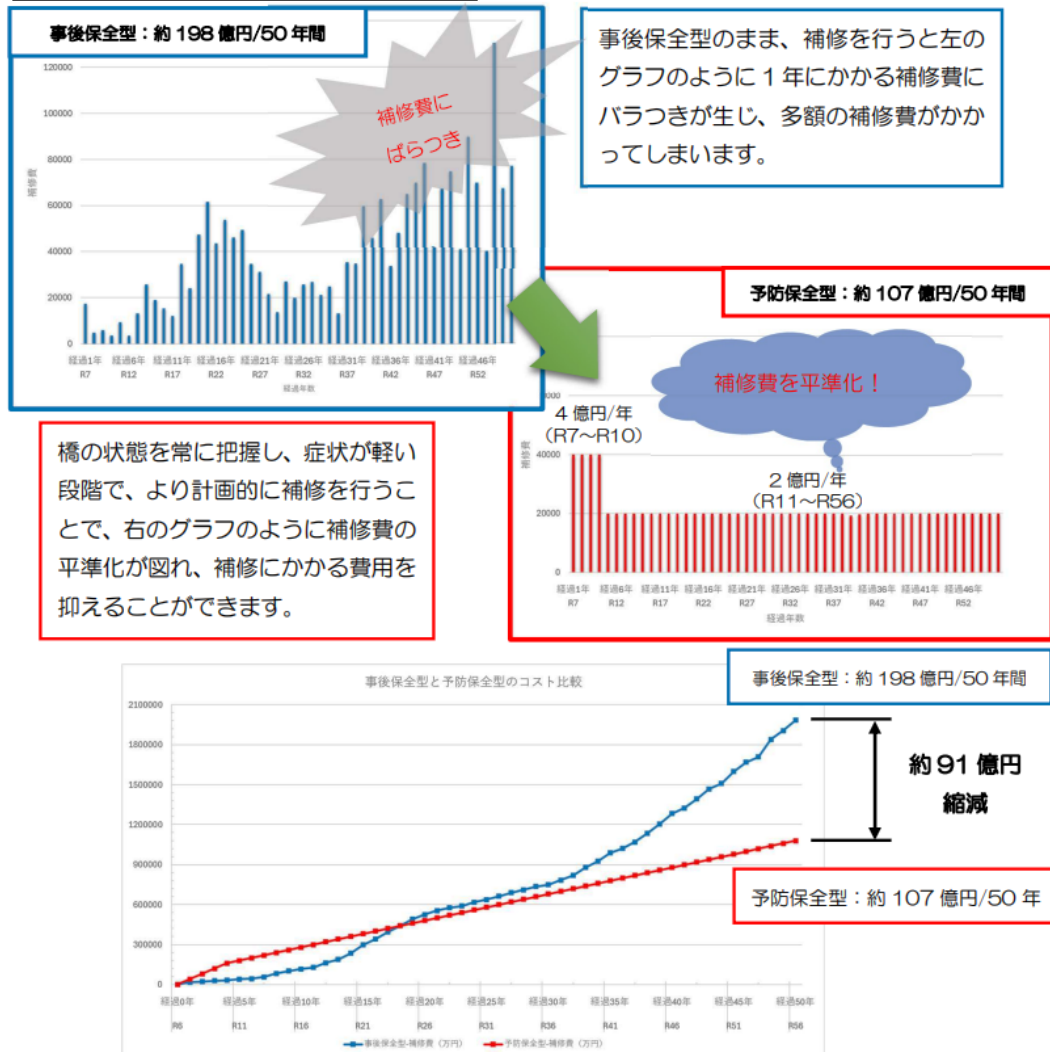 事後保全型：約 198 億円/50 年間
補修費
120000
100000
80000
60000
40000
20000
0
補修費に
ばらつき
経過1年 経過6年 経過11年 経過16年 経過21年 経過26年 経過31年 経過36年 経過41年 経過46年
R7 R12 R17 R22 R27 R32 R37 R42 R47 R52
経過年数
事後保全型のまま、補修を行うと左の
グラフのように 1 年にかかる補修費に
バラつきが生じ、多額の補修費がかか
ってしまいます。
予防保全型：約 107 億円/50 年間
補修費を平準化！
4 億円/年
（R7～R10）
2 億円/年
（R11～R56）
補修費
40000
20000
0
経過1年 経過6年 経過11年 経過16年 経過21年 経過26年 経過31年 経過36年 経過41年 経過46年
R7 R12 R17 R22 R27 R32 R37 R42 R47 R52
経過年数
橋の状態を常に把握し、症状が軽い
段階で、より計画的に補修を行うこ
とで、右のグラフのように補修費の
平準化が図れ、補修にかかる費用を
抑えることができます。
事後保全型と予防保全型のコスト比較
2100000
1800000
1500000
1200000
900000
600000
300000
0
経過0年 経過5年 経過10年 経過15年 経過20年 経過25年 経過30年 経過35年 経過40年 経過45年 経過50年
R6 R11 R16 R21 R26 R31 R36 R41 R46 R51 R56
事後保全型-補修費（万円） 予防保全型-補修費（万円）
事後保全型：約 198 億円/50 年間
約 91 億円
縮減
予防保全型：約 107 億円/50 年